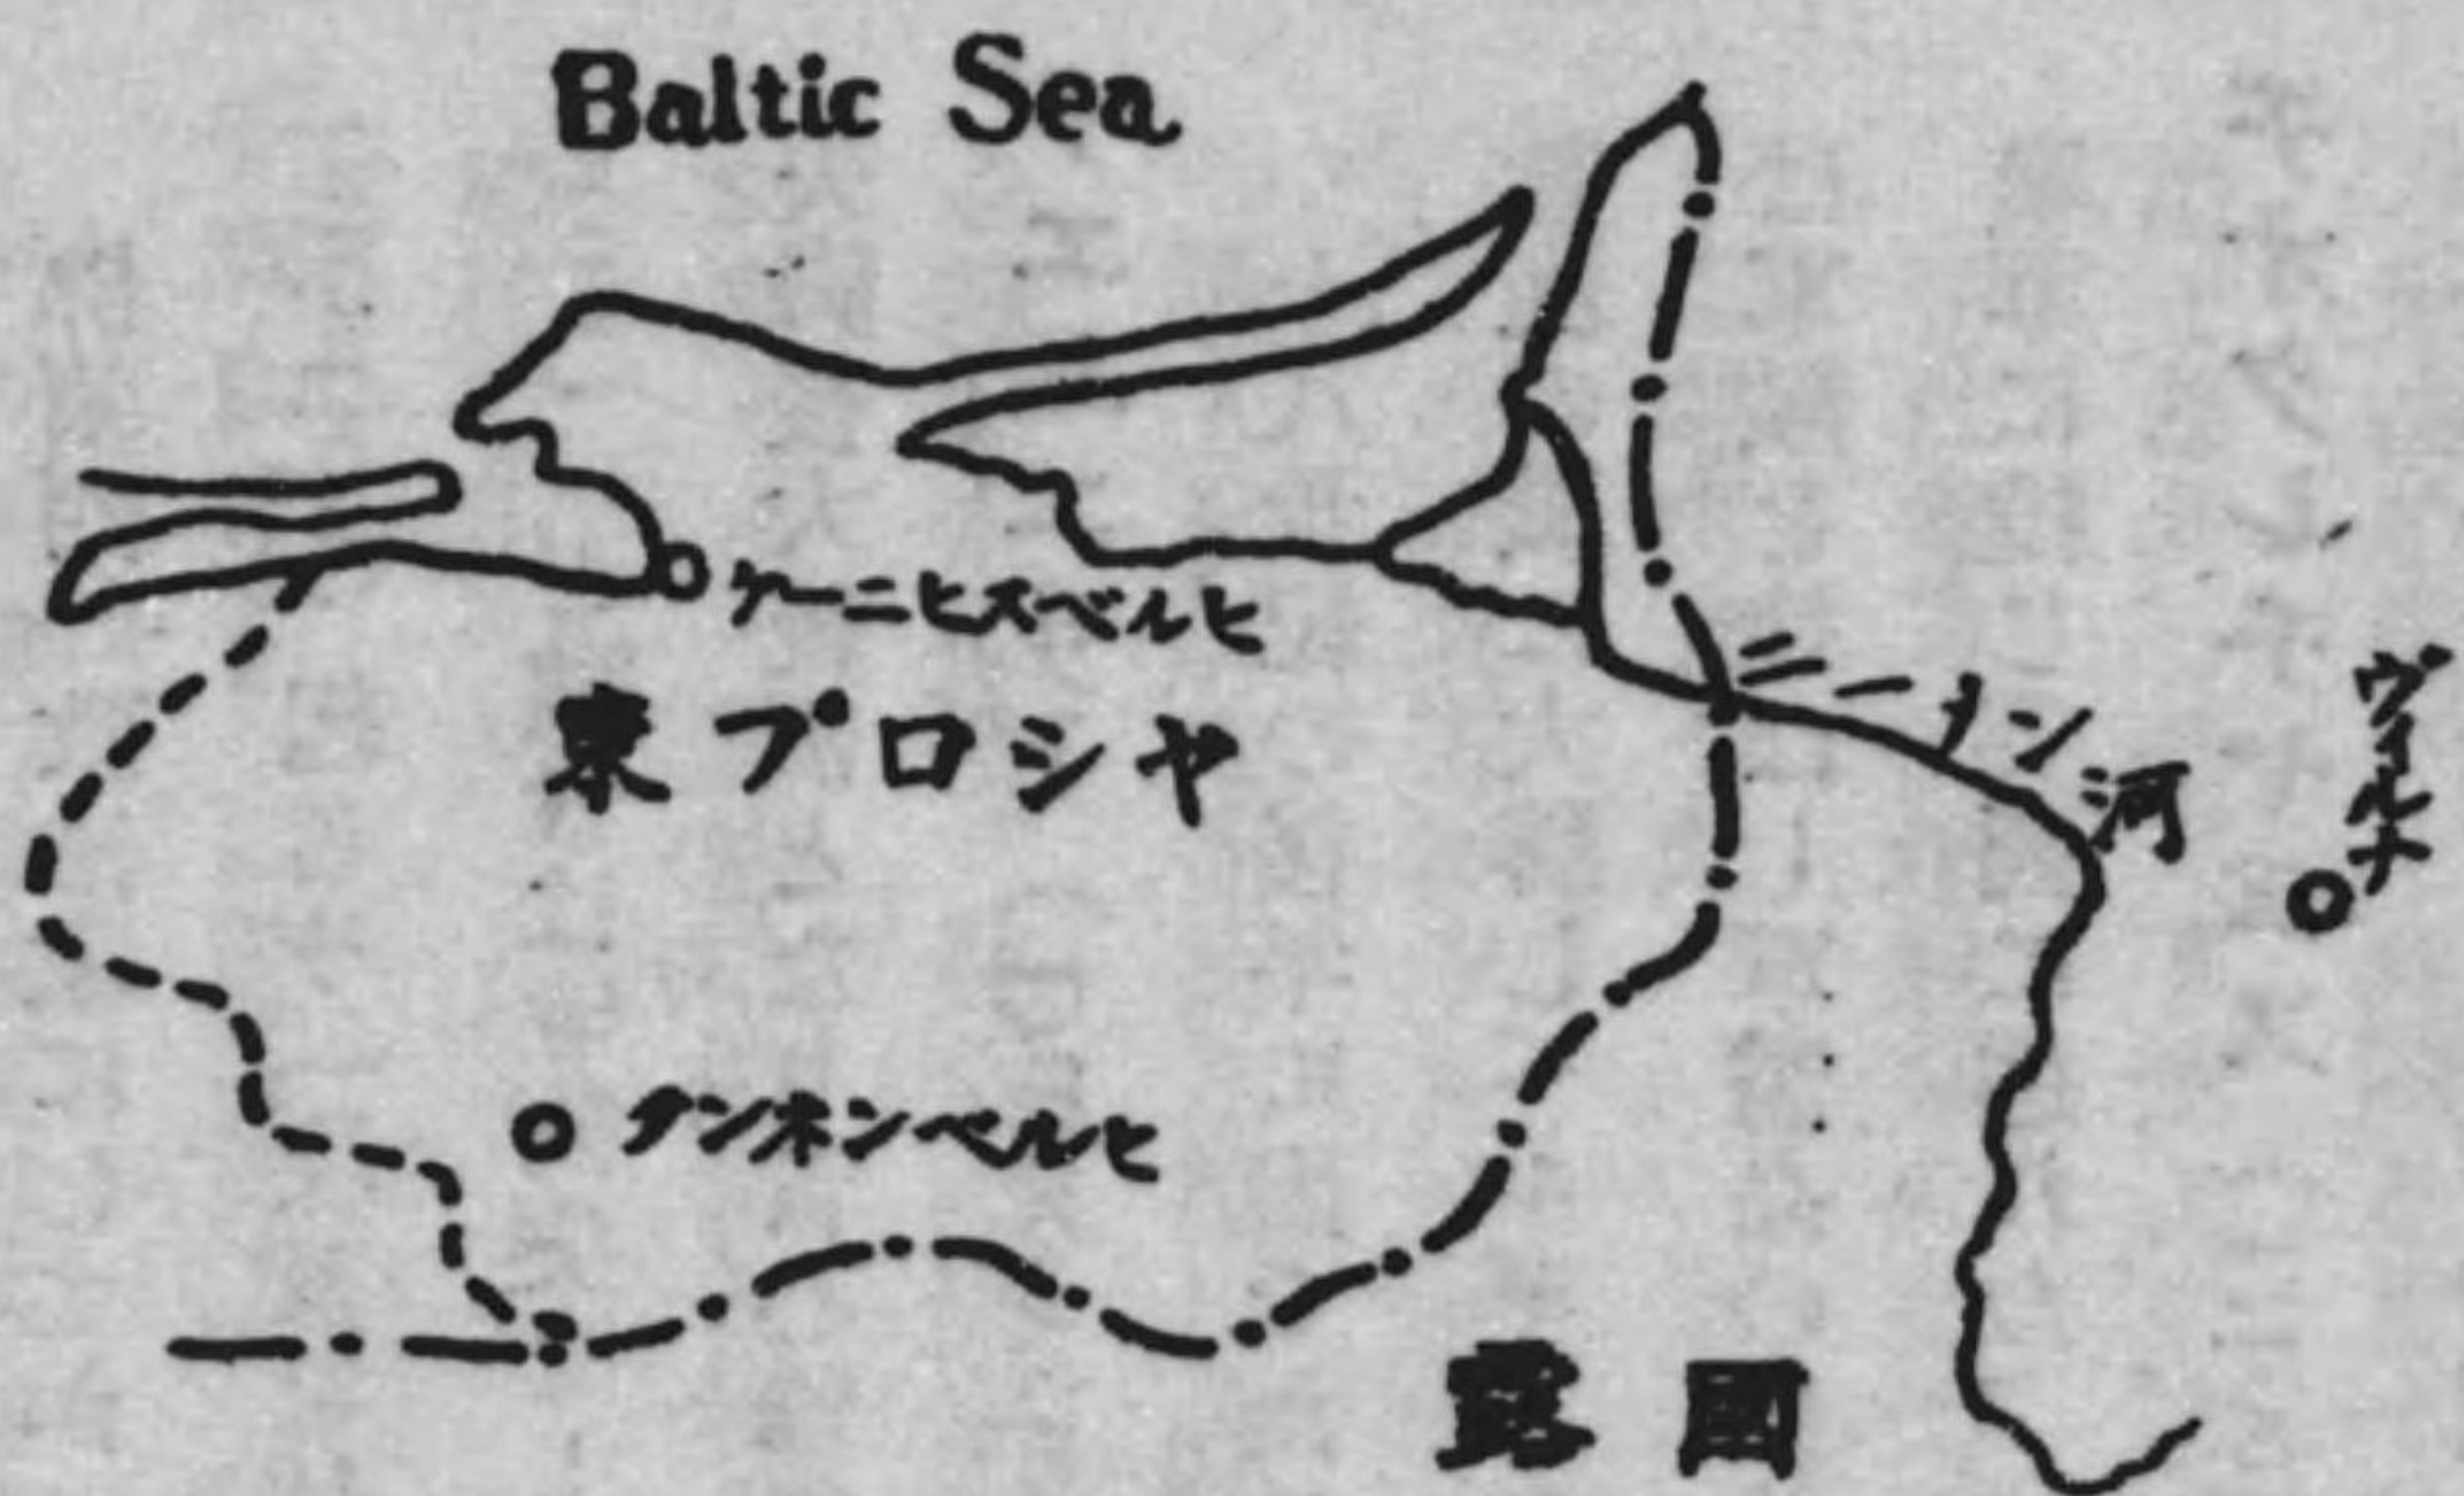 Baltic Sea
ケーニヒスベルヒ
東プロシヤ
ニーメン河
ヴィルナ
タンネンベルヒ
露國